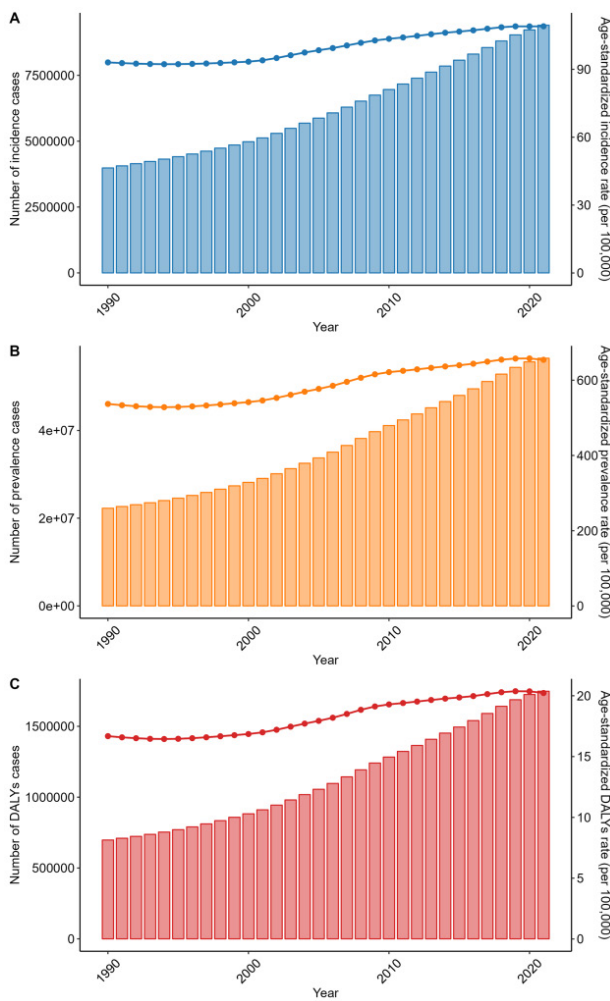 A
Number of incidence cases
7500000
5000000
2500000
0
Age-standardized incidence rate (per 100,000)
90
60
30
0
1990
2000
2010
2020
Year
B
Number of prevalence cases
4e+07
2e+07
0e+00
Age-standardized prevalence rate (per 100,000)
600
400
200
0
1990
2000
2010
2020
Year
C
Number of DALYs cases
1500000
1000000
500000
0
Age-standardized DALYs rate (per 100,000)
20
15
10
5
0
1990
2000
2010
2020
Year